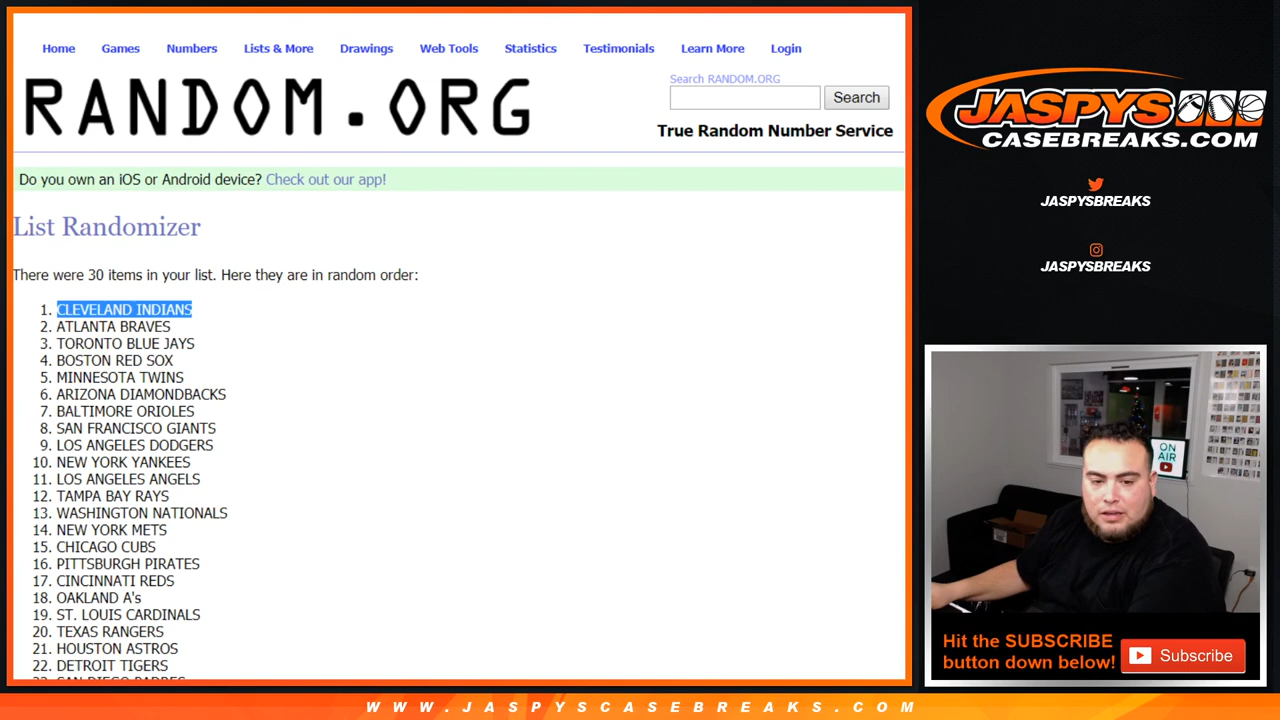 Home Games Numbers Lists & More Drawings Web Tools Statistics Testimonials Learn More Login
RANDOM.ORG
Search RANDOM.ORG
Search
True Random Number Service
Do you own an iOS or Android device? Check out our app!
List Randomizer
There were 30 items in your list. Here they are in random order:
1. CLEVELAND INDIANS
2. ATLANTA BRAVES
3. TORONTO BLUE JAYS
4. BOSTON RED SOX
5. MINNESOTA TWINS
6. ARIZONA DIAMONDBACKS
7. BALTIMORE ORIOLES
8. SAN FRANCISCO GIANTS
9. LOS ANGELES DODGERS
10. NEW YORK YANKEES
11. LOS ANGELES ANGELS
12. TAMPA BAY RAYS
13. WASHINGTON NATIONALS
14. NEW YORK METS
15. CHICAGO CUBS
16. PITTSBURGH PIRATES
17. CINCINNATI REDS
18. OAKLAND A's
19. ST. LOUIS CARDINALS
20. TEXAS RANGERS
21. HOUSTON ASTROS
22. DETROIT TIGERS
23. SAN DIEGO PADRES
JASPYS
CASEBREAKS.COM
JASPYSBREAKS
JASPYSBREAKS
ON
AIR
Hit the SUBSCRIBE
button down below!
Subscribe
WWW.JASPYSCASEBREAKS.COM